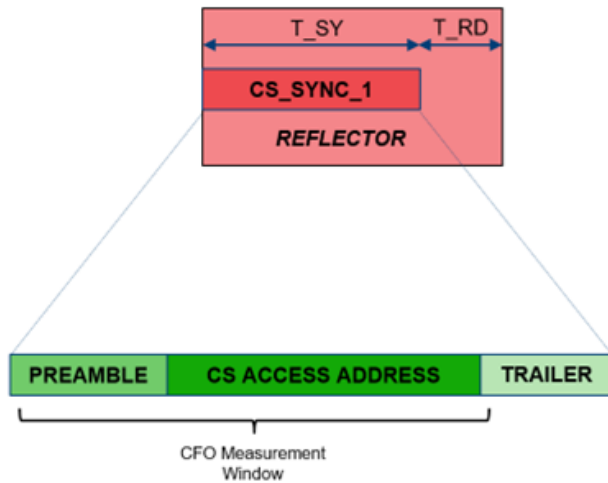 T_SY
T_RD
CS_SYNC_1
REFLECTOR
PREAMBLE
CS ACCESS ADDRESS
TRAILER
CFO Measurement
Window